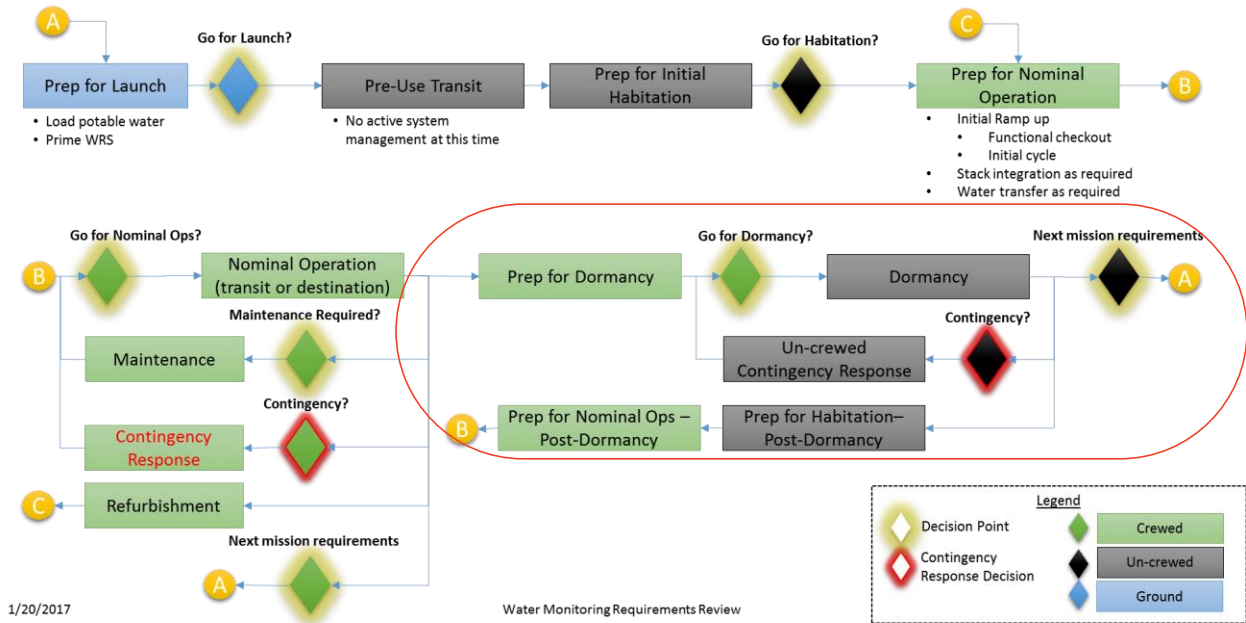 A
Go for Launch?
Prep for Launch
• Load potable water
• Prime WRS
Pre-Use Transit
• No active system
management at this time
Prep for Initial
Habitation
Go for Habitation?
C
Prep for Nominal
Operation
• Initial Ramp up
• Functional checkout
• Initial cycle
• Stack integration as required
• Water transfer as required
B
B
Go for Nominal Ops?
Nominal Operation
(transit or destination)
Maintenance Required?
Maintenance
Contingency?
Contingency
Response
C
Refurbishment
Next mission requirements
A
Prep for Dormancy
Go for Dormancy?
Dormancy
Next mission requirements
A
Contingency?
Un-crewed
Contingency Response
B
Prep for Nominal Ops –
Post-Dormancy
Prep for Habitation–
Post-Dormancy
Legend
Decision Point
Contingency
Response Decision
Crewed
Un-crewed
Ground
1/20/2017
Water Monitoring Requirements Review